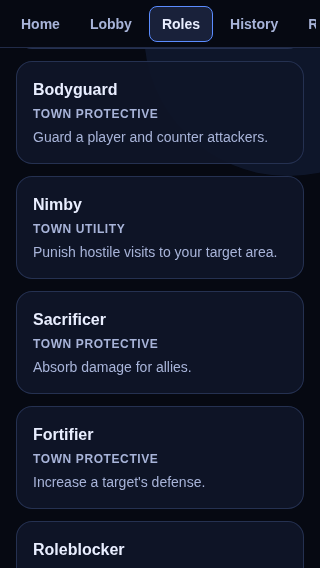 Home Lobby Roles History R
Bodyguard
TOWN PROTECTIVE
Guard a player and counter attackers.
Nimby
TOWN UTILITY
Punish hostile visits to your target area.
Sacrificer
TOWN PROTECTIVE
Absorb damage for allies.
Fortifier
TOWN PROTECTIVE
Increase a target's defense.
Roleblocker